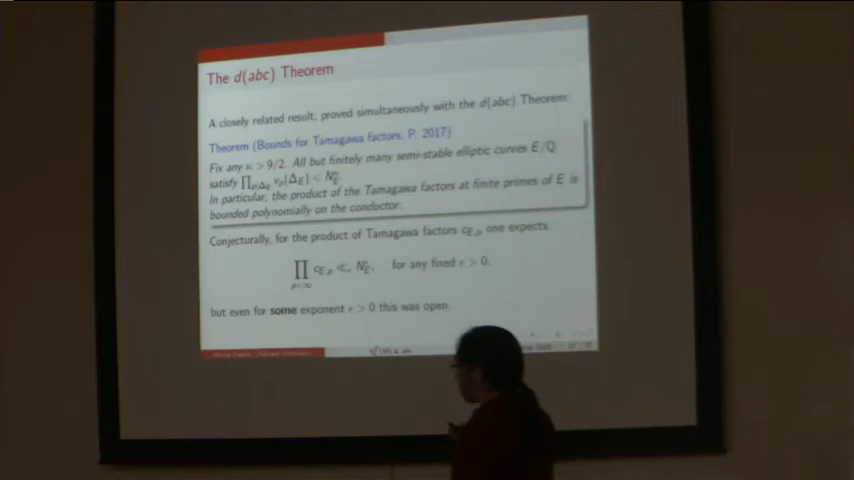 The d(abc) Theorem
A closely related result, proved simultaneously with the d(abc) Theorem:
Theorem (Bounds for Tamagawa factors, P. 2017)
Fix any κ > 9/2. All but finitely many semi-stable elliptic curves E/Q
satisfy ∏_{p|Δ_E} v_p(Δ_E) < N_E^κ.
In particular, the product of the Tamagawa factors at finite primes of E is
bounded polynomially on the conductor.
Conjecturally, for the product of Tamagawa factors c_{E,p} one expects
∏_{p<∞} c_{E,p} ≪_ε N_E^ε, for any fixed ε > 0,
but even for some exponent ε > 0 this was open.